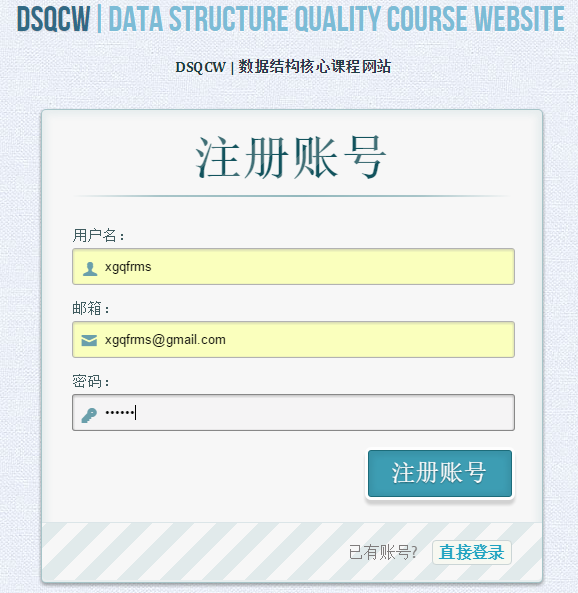 DSQCW | DATA STRUCTURE QUALITY COURSE WEBSITE
DSQCW | 数据结构核心课程网站
注册账号
用户名：
xgqfrms
邮箱：
xgqfrms@gmail.com
密码：
••••••
注册账号
已有账号? 直接登录